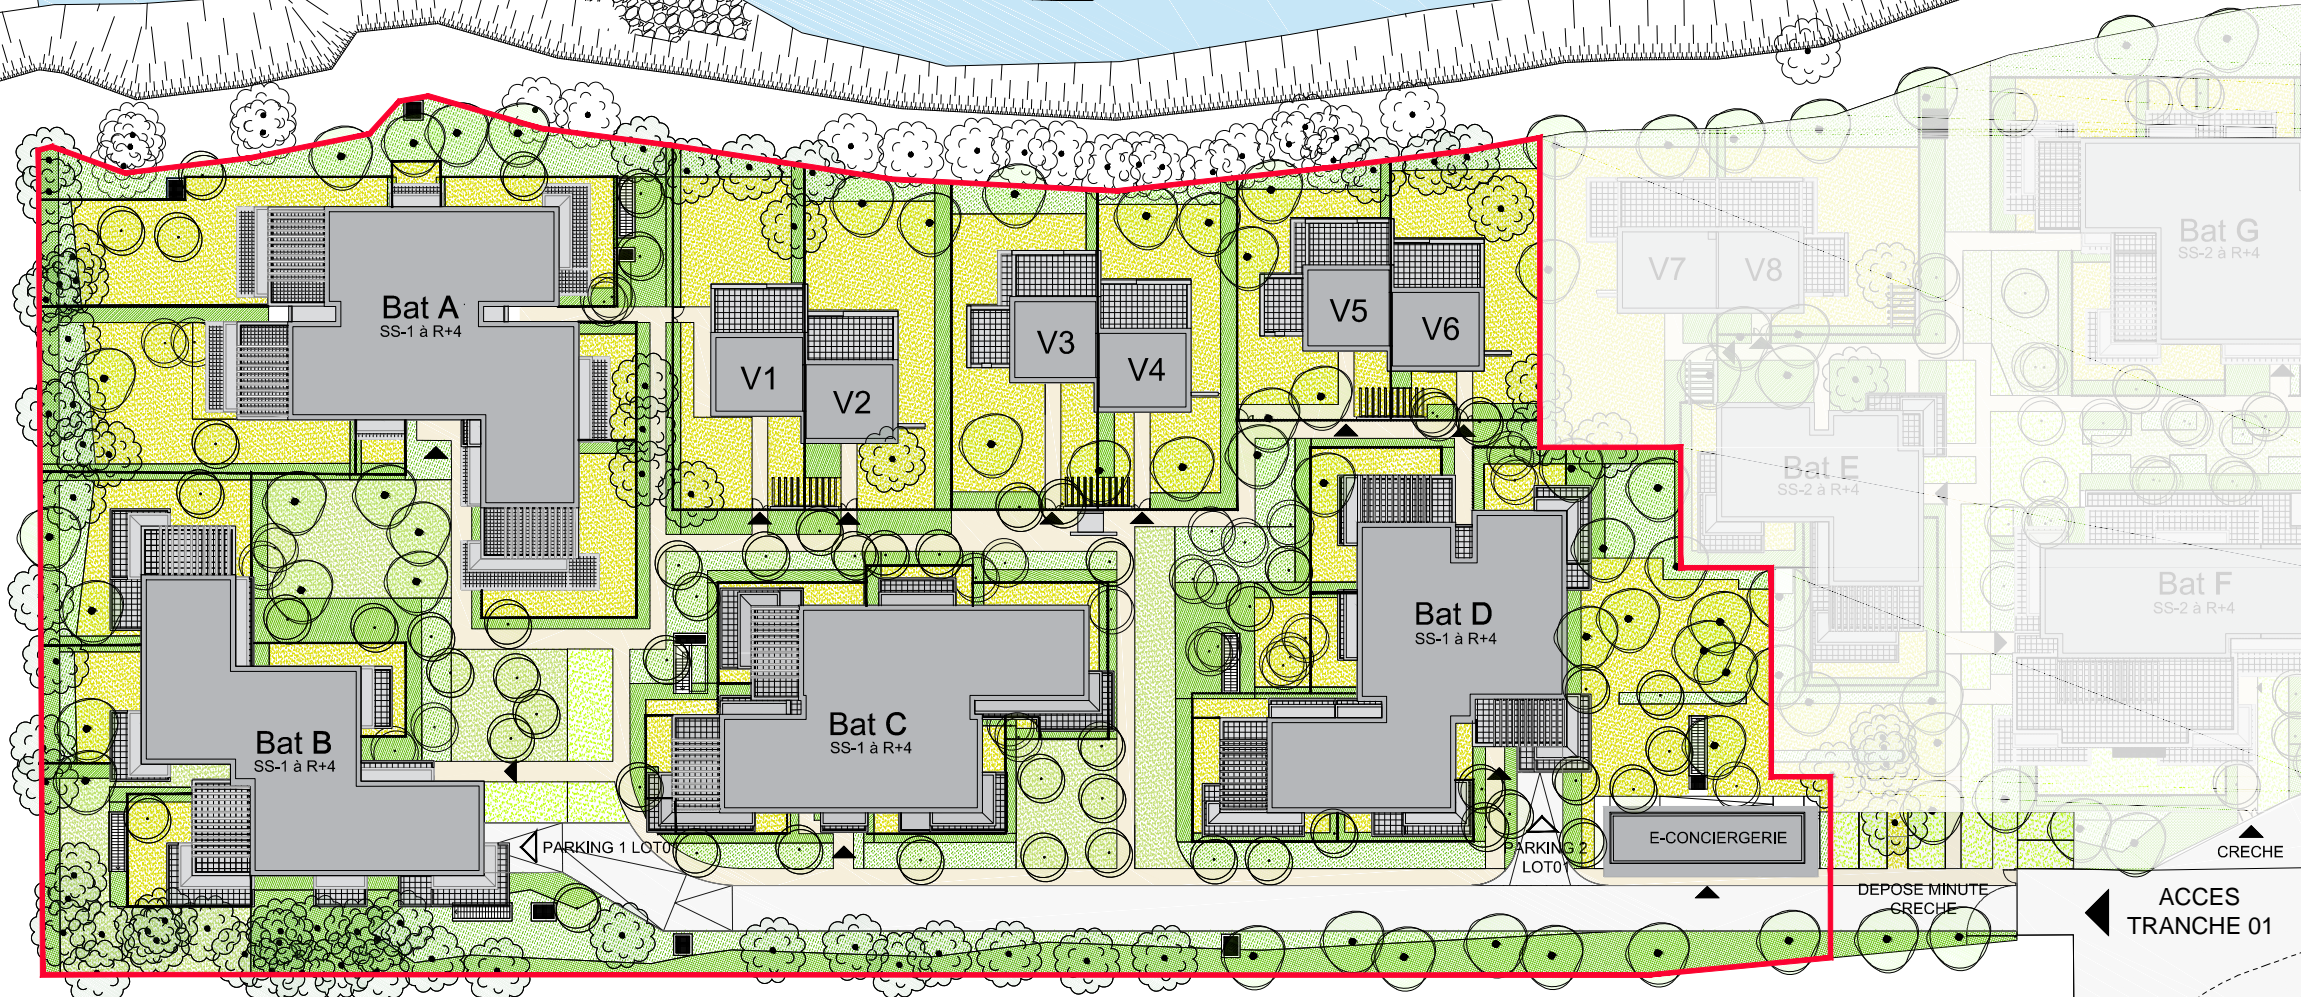 Bat G
SS-2 à R+4
V7
V8
Bat A
SS-1 à R+4
V5
V6
V3
V4
V1
V2
Bat E
SS-2 à R+4
Bat F
SS-2 à R+4
Bat D
SS-1 à R+4
Bat C
SS-1 à R+4
Bat B
SS-1 à R+4
PARKING 1 LOT01
PARKING 2
LOT01
E-CONCIERGERIE
CRECHE
DEPOSE MINUTE
CRECHE
ACCES
TRANCHE 01